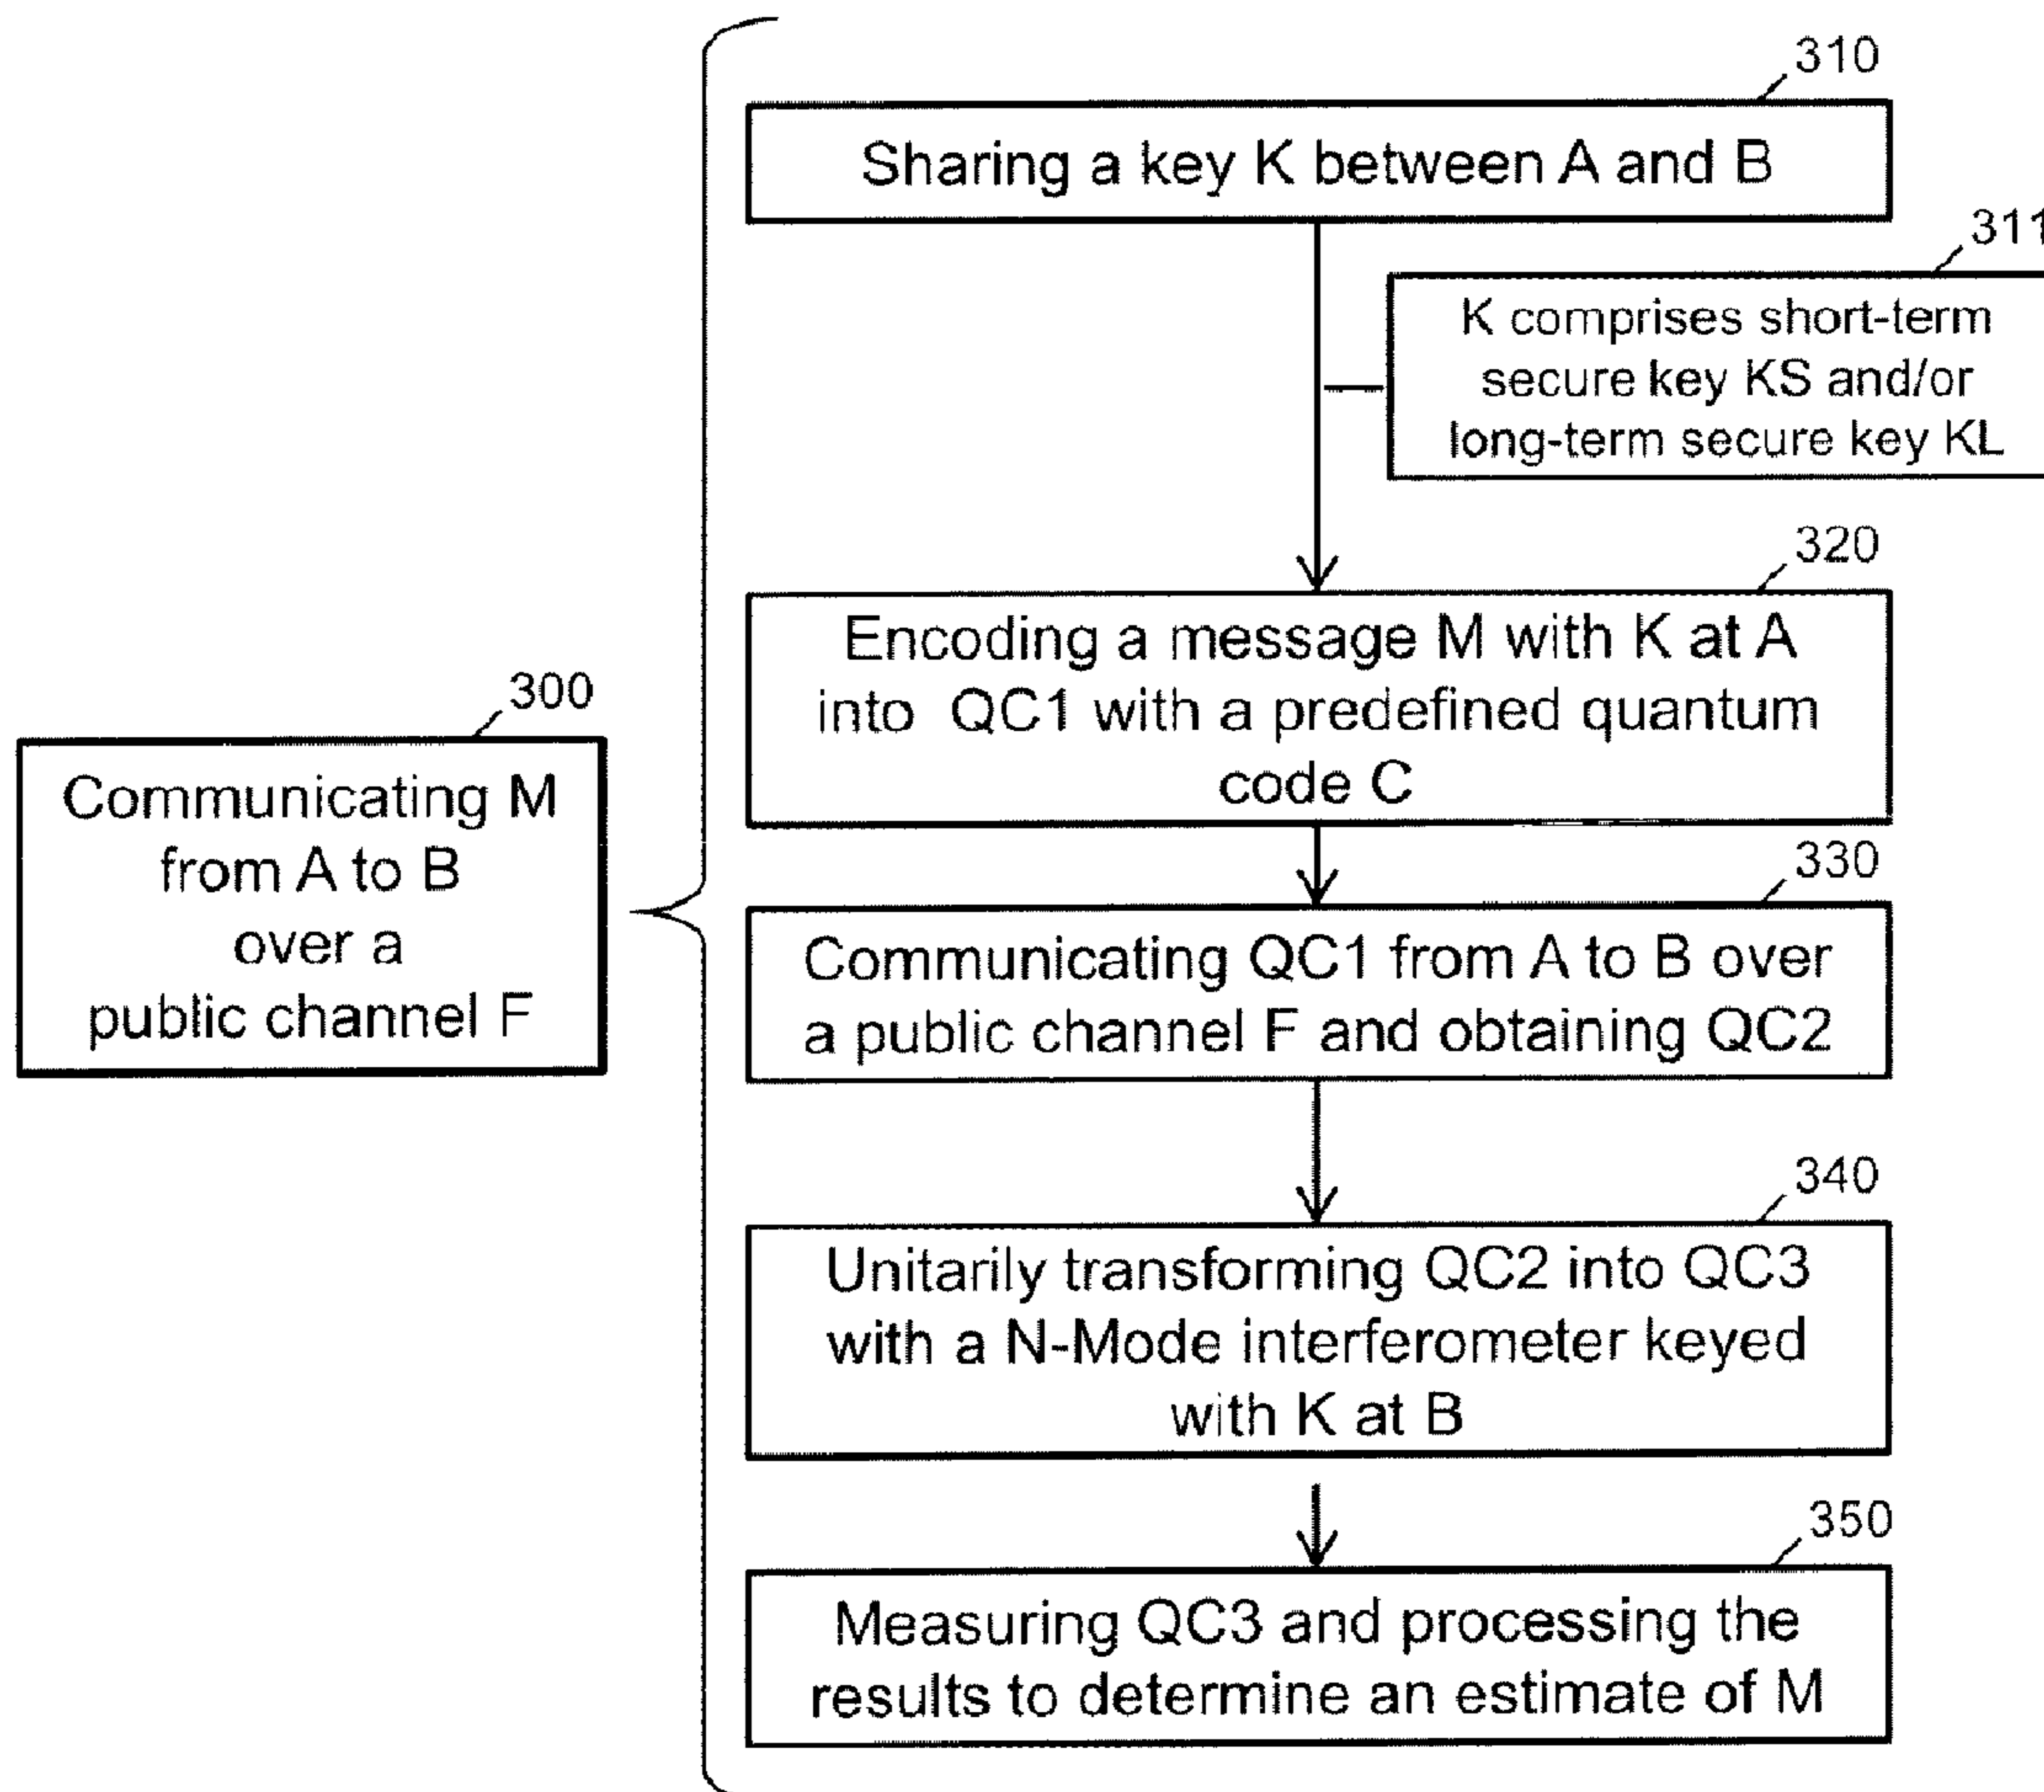 310
Sharing a key K between A and B
311
K comprises short-term
secure key KS and/or
long-term secure key KL
320
Encoding a message M with K at A
into QC1 with a predefined quantum
code C
300
Communicating M
from A to B
over a
public channel F
330
Communicating QC1 from A to B over
a public channel F and obtaining QC2
340
Unitarily transforming QC2 into QC3
with a N-Mode interferometer keyed
with K at B
350
Measuring QC3 and processing the
results to determine an estimate of M